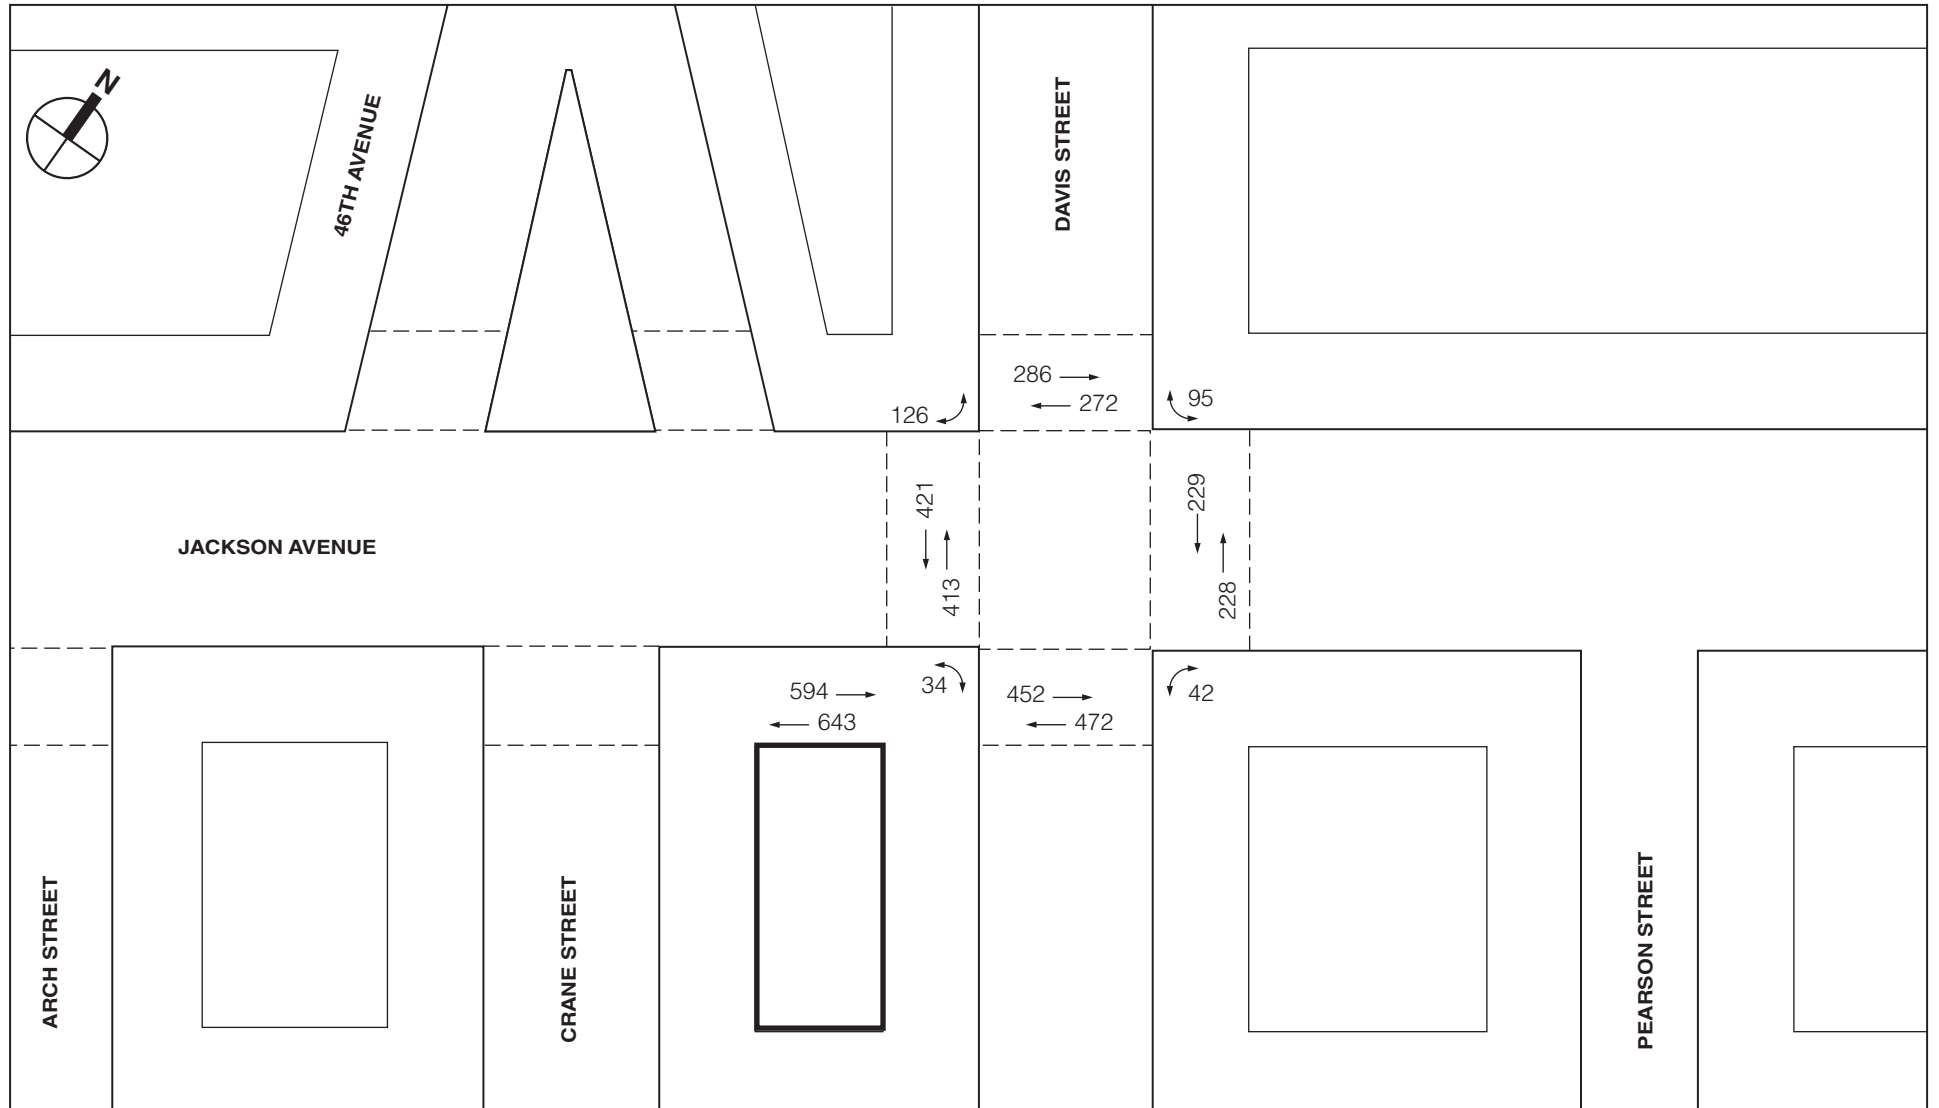 N
46TH AVENUE
DAVIS STREET
286
272
126
95
421
413
229
228
JACKSON AVENUE
594
643
34
452
472
42
ARCH STREET
CRANE STREET
PEARSON STREET